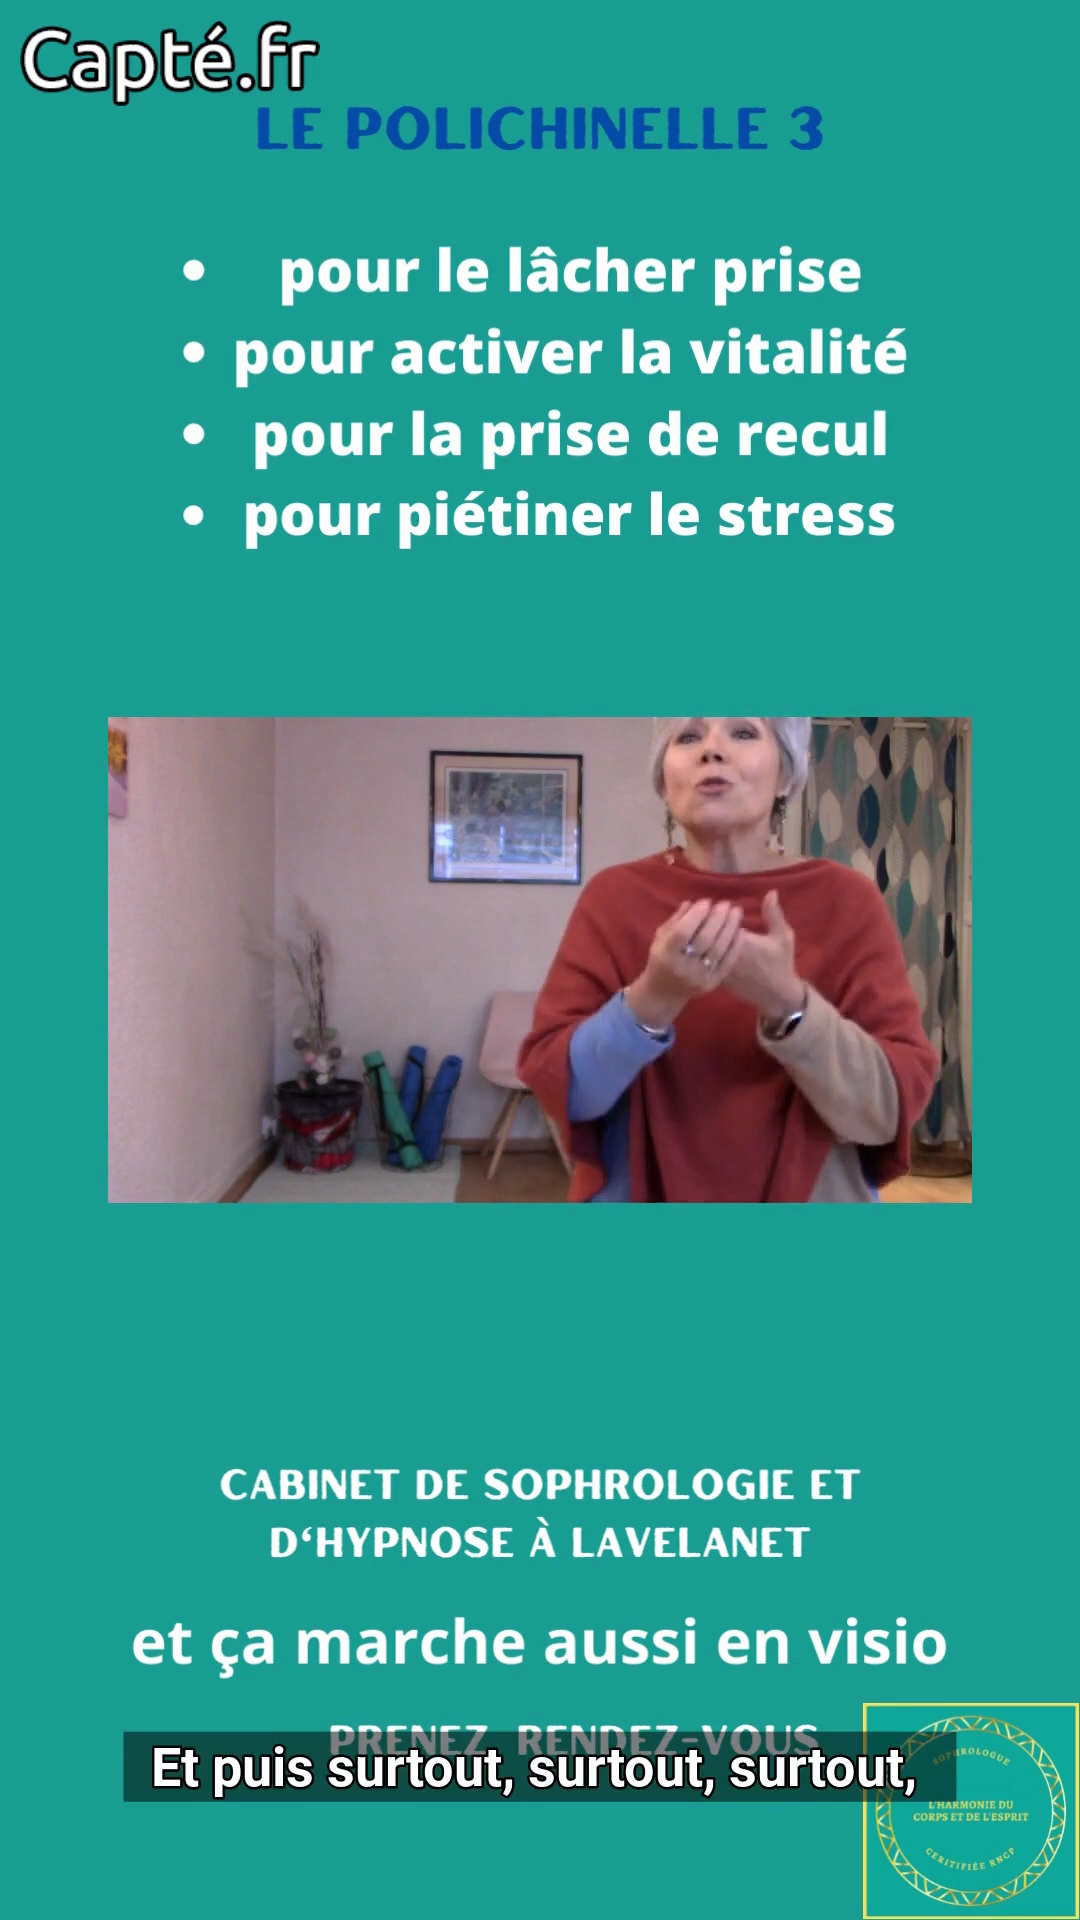 Capté.fr
LE POLICHINELLE 3
• pour le lâcher prise
• pour activer la vitalité
• pour la prise de recul
• pour piétiner le stress
CABINET DE SOPHROLOGIE ET
D‘HYPNOSE À LAVELANET
et ça marche aussi en visio
PRENEZ RENDEZ-VOUS
Et puis surtout, surtout, surtout,
SOPHROLOGUE
L'HARMONIE DU
CORPS ET DE L'ESPRIT
CERITIFIÉE RNCP